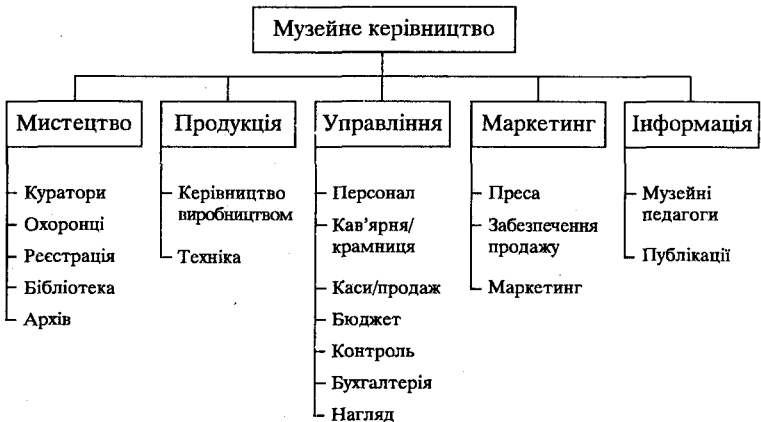 Музейне керівництво
Мистецтво
Куратори
Охоронці
Реєстрація
Бібліотека
Архів
Продукція
Керівництво
виробництвом
Техніка
Управління
Персонал
Кав’ярня/
крамниця
Каси/продаж
Бюджет
Контроль
Бухгалтерія
Нагляд
Маркетинг
Преса
Забезпечення
продажу
Маркетинг
Інформація
Музейні
педагоги
Публікації